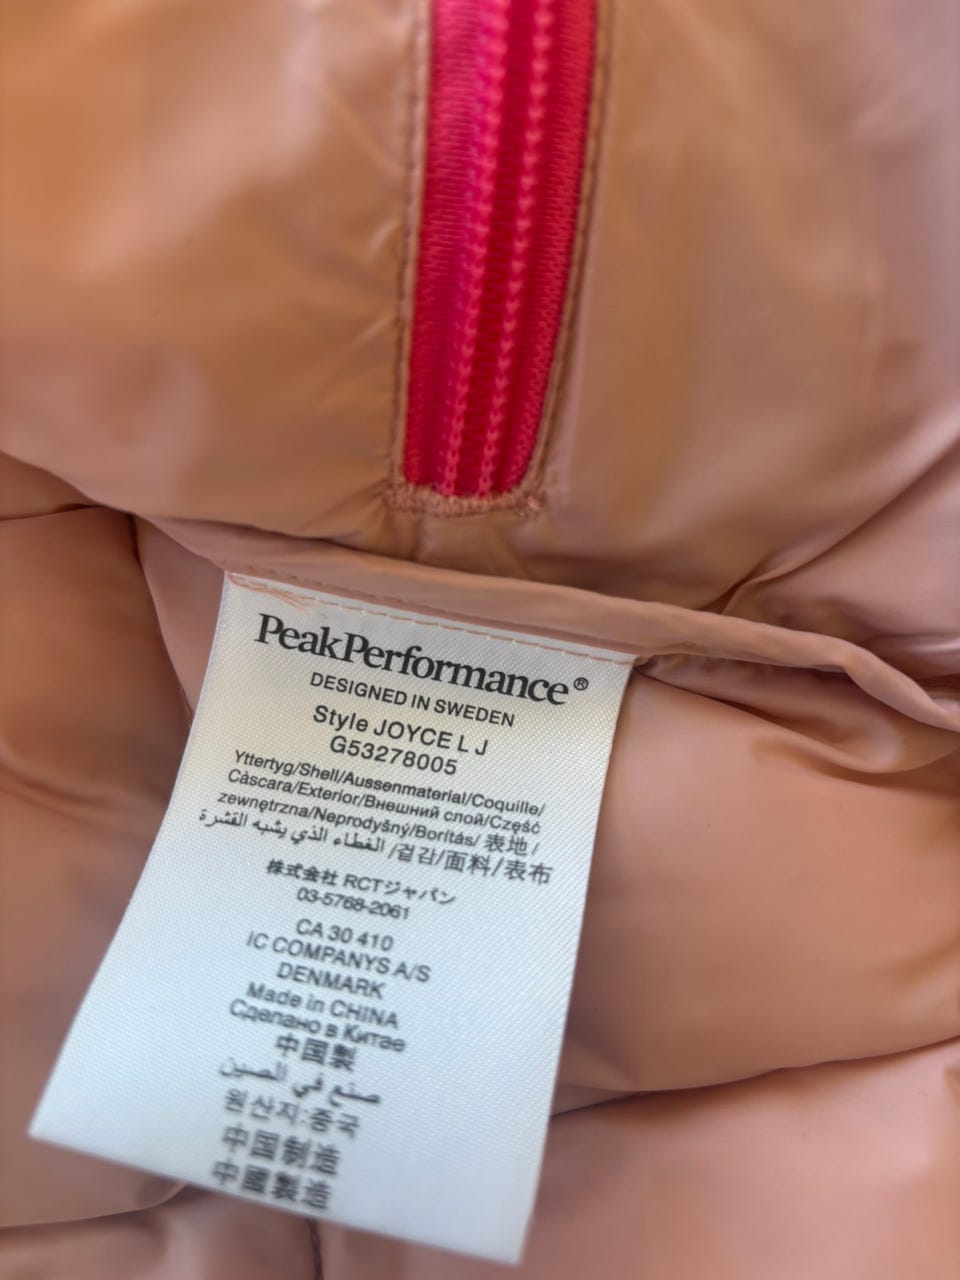 PeakPerformance®
DESIGNED IN SWEDEN
Style JOYCE L J
G53278005
Yttertyg/Shell/Aussenmaterial/Coquille/
Càscara/Exterior/Внешний слой/Część
zewnętrzna/Neprodyšný/Borítás/ 表地 /
الغطاء الذي يشبه القشرة /겉감/面料/表布
株式会社 RCTジャパン
03-5768-2061
CA 30 410
IC COMPANYS A/S
DENMARK
Made in CHINA
Сделано в Китае
中国製
صنع في الصين
원산지:중국
中国制造
中國製造